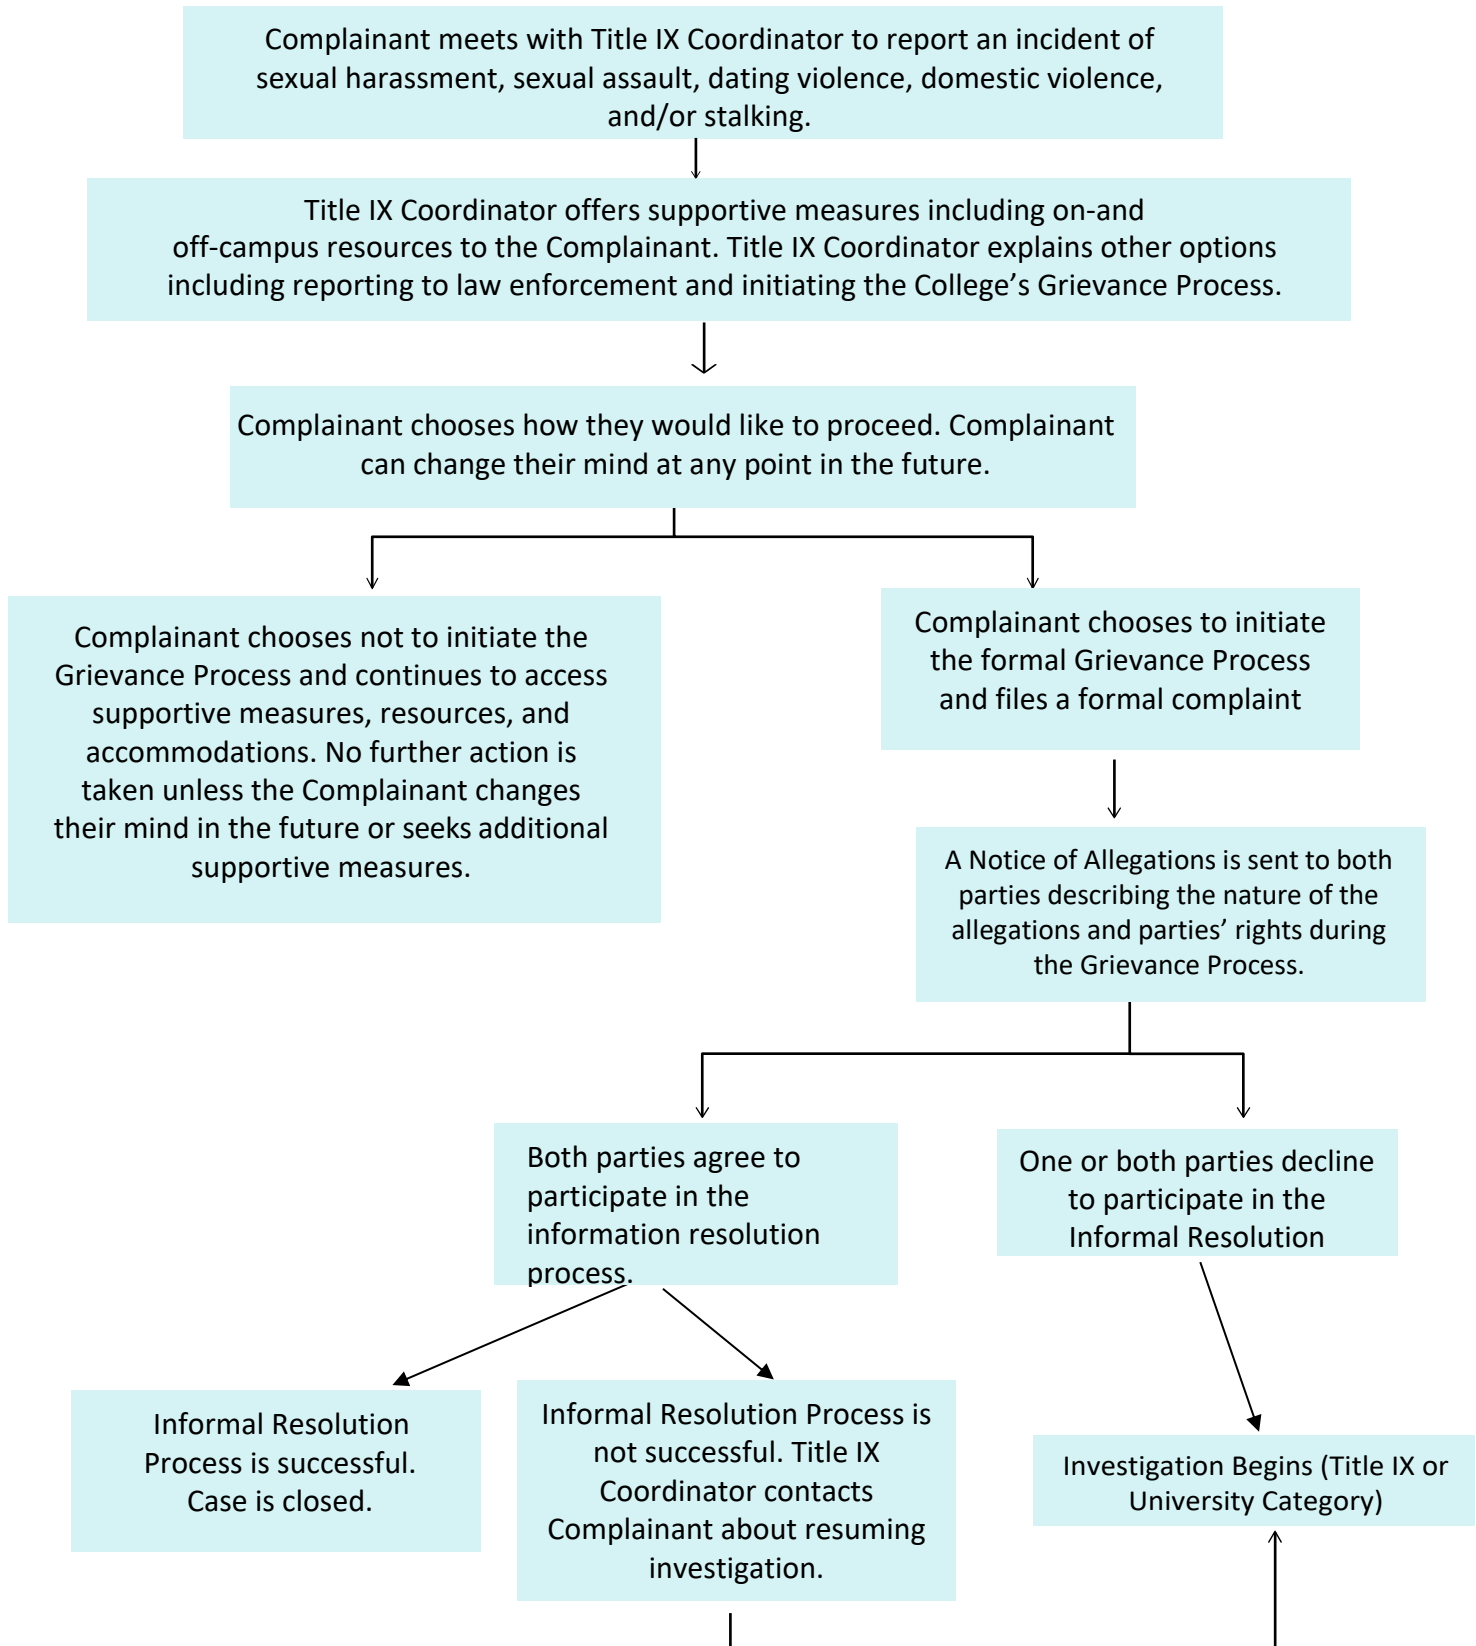 Complainant meets with Title IX Coordinator to report an incident of
sexual harassment, sexual assault, dating violence, domestic violence,
and/or stalking.
Title IX Coordinator offers supportive measures including on-and
off-campus resources to the Complainant. Title IX Coordinator explains other options
including reporting to law enforcement and initiating the College’s Grievance Process.
Complainant chooses how they would like to proceed. Complainant
can change their mind at any point in the future.
Complainant chooses not to initiate the
Grievance Process and continues to access
supportive measures, resources, and
accommodations. No further action is
taken unless the Complainant changes
their mind in the future or seeks additional
supportive measures.
Complainant chooses to initiate
the formal Grievance Process
and files a formal complaint
A Notice of Allegations is sent to both
parties describing the nature of the
allegations and parties’ rights during
the Grievance Process.
Both parties agree to
participate in the
information resolution
process.
One or both parties decline
to participate in the
Informal Resolution
Informal Resolution
Process is successful.
Case is closed.
Informal Resolution Process is
not successful. Title IX
Coordinator contacts
Complainant about resuming
investigation.
Investigation Begins (Title IX or
University Category)